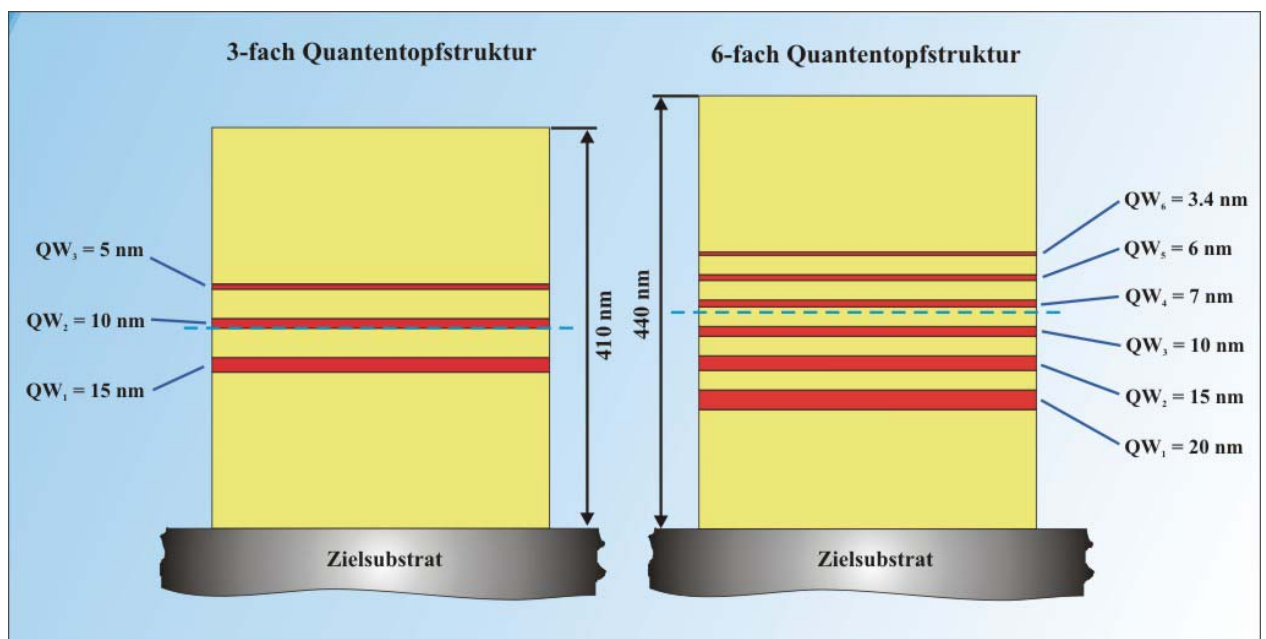 3-fach Quantentopfstruktur
QW₃ = 5 nm
QW₂ = 10 nm
QW₁ = 15 nm
410 nm
Zielsubstrat
6-fach Quantentopfstruktur
440 nm
QW₆ = 3.4 nm
QW₅ = 6 nm
QW₄ = 7 nm
QW₃ = 10 nm
QW₂ = 15 nm
QW₁ = 20 nm
Zielsubstrat